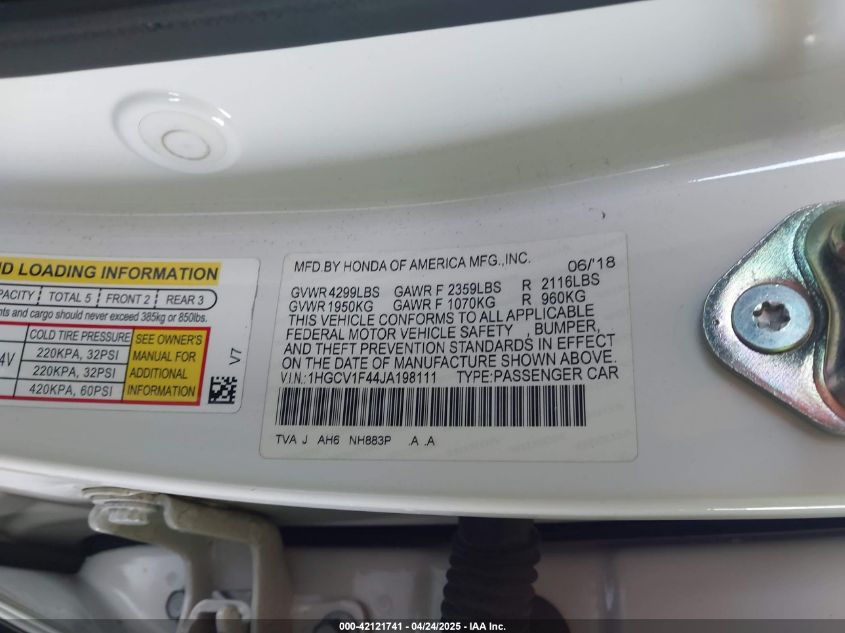 ND LOADING INFORMATION
PACITY TOTAL 5 FRONT 2 REAR 3
nts and cargo should never exceed 385kg or 850lbs.
COLD TIRE PRESSURE
4V 220KPA, 32PSI
220KPA, 32PSI
420KPA, 60PSI
SEE OWNER'S
MANUAL FOR
ADDITIONAL
INFORMATION
V7
MFD.BY HONDA OF AMERICA MFG.,INC. 06/'18
GVWR 4299LBS GAWR F 2359LBS R 2116LBS
GVWR 1950KG GAWR F 1070KG R 960KG
THIS VEHICLE CONFORMS TO ALL APPLICABLE
FEDERAL MOTOR VEHICLE SAFETY , BUMPER,
AND THEFT PREVENTION STANDARDS IN EFFECT
ON THE DATE OF MANUFACTURE SHOWN ABOVE.
V.I.N.:1HGCV1F44JA198111 TYPE:PASSENGER CAR
TVA J AH6 NH883P .A .A
000-42121741 - 04/24/2025 - IAA Inc.